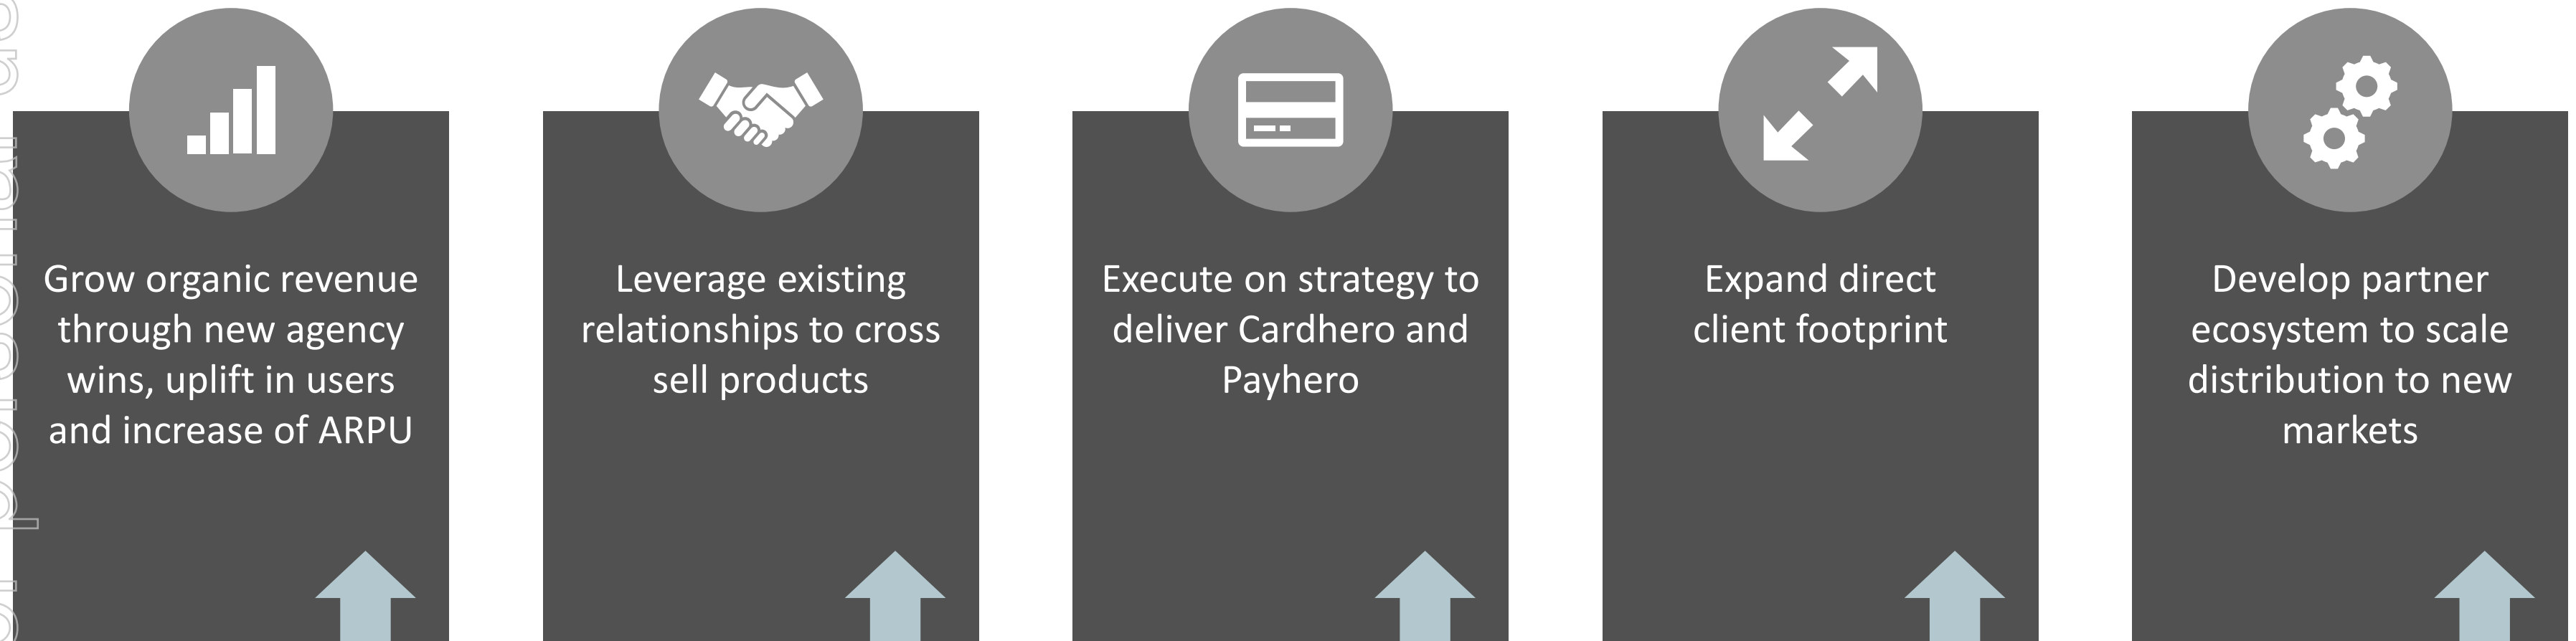 Grow organic revenue
through new agency
wins, uplift in users
and increase of ARPU
Leverage existing
relationships to cross
sell products
Execute on strategy to
deliver Cardhero and
Payhero
Expand direct
client footprint
Develop partner
ecosystem to scale
distribution to new
markets